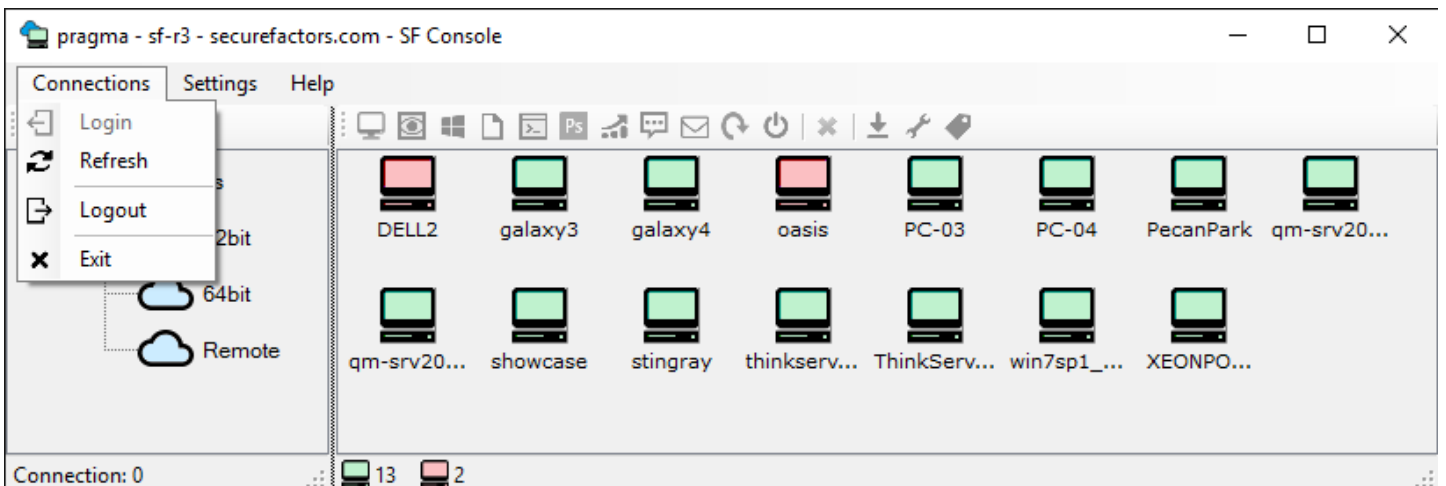 pragma - sf-r3 - securefactors.com - SF Console
Connections Settings Help
Login
Refresh
Logout
Exit
s
2bit
64bit
Remote
Ps
DELL2 galaxy3 galaxy4 oasis PC-03 PC-04 PecanPark qm-srv20...
qm-srv20... showcase stingray thinkserv... ThinkServ... win7sp1_... XEONPO...
Connection: 0 13 2